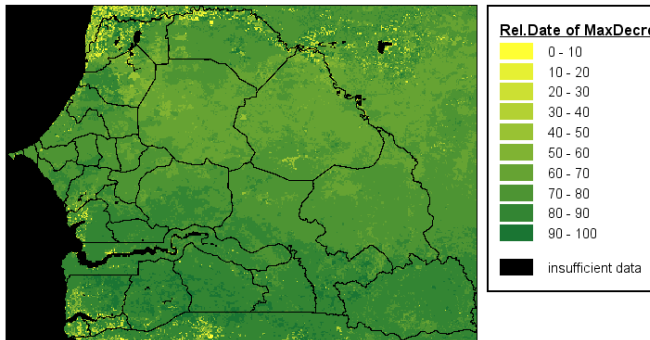 Rel.Date of MaxDecre
0 - 10
10 - 20
20 - 30
30 - 40
40 - 50
50 - 60
60 - 70
70 - 80
80 - 90
90 - 100
insufficient data